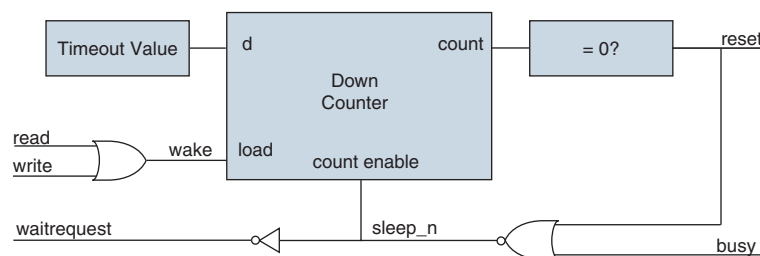 Timeout Value
d
count
= 0?
reset
Down
Counter
read
write
wake
load
count enable
waitrequest
sleep_n
busy